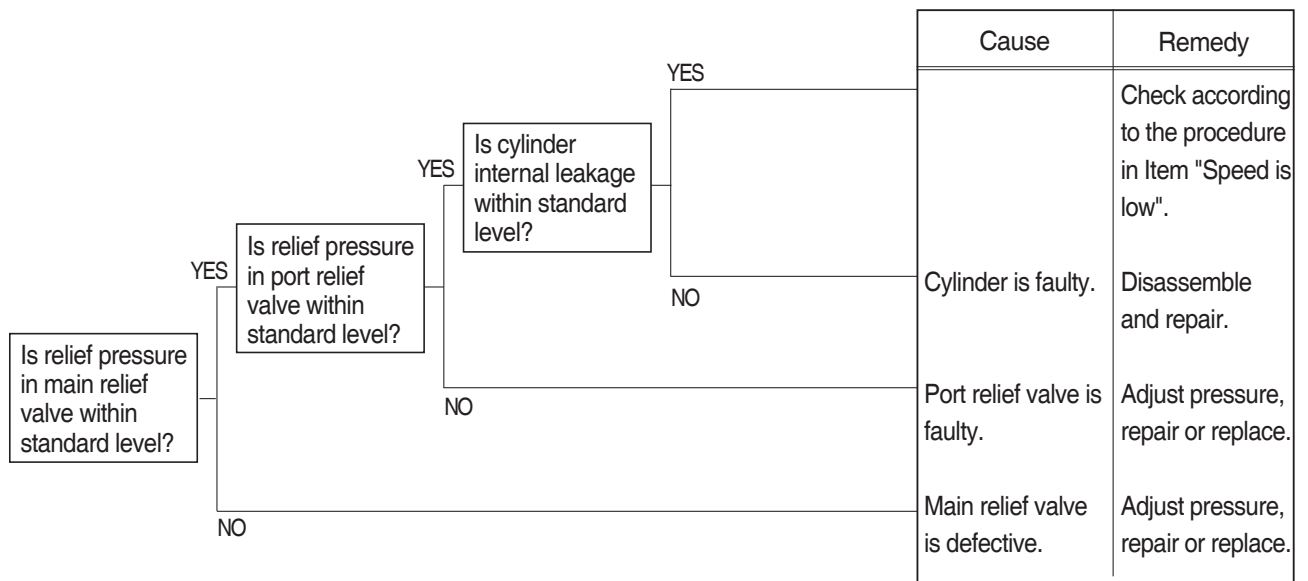 Cause
Remedy
YES
Check according
to the procedure
in Item "Speed is
low".
Is cylinder
internal leakage
within standard
level?
YES
NO
Cylinder is faulty.
Disassemble
and repair.
Is relief pressure
in port relief
valve within
standard level?
YES
NO
Port relief valve is
faulty.
Adjust pressure,
repair or replace.
Is relief pressure
in main relief
valve within
standard level?
NO
Main relief valve
is defective.
Adjust pressure,
repair or replace.